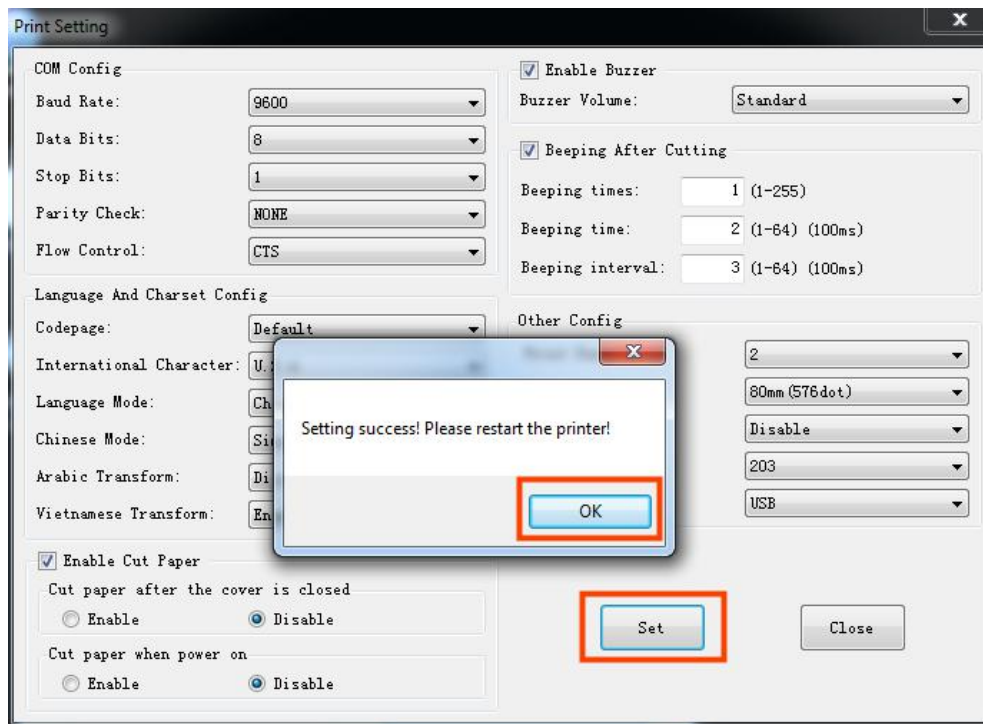 Print Setting
x
COM Config
Baud Rate: 9600
Data Bits: 8
Stop Bits: 1
Parity Check: NONE
Flow Control: CTS
Language And Charset Config
Codepage: Default
International Character:
Language Mode:
Chinese Mode:
Arabic Transform:
Vietnamese Transform:
Enable Cut Paper
Cut paper after the cover is closed
Enable Disable
Cut paper when power on
Enable Disable
Enable Buzzer
Buzzer Volume: Standard
Beeping After Cutting
Beeping times: 1 (1-255)
Beeping time: 2 (1-64) (100ms)
Beeping interval: 3 (1-64) (100ms)
Other Config
2
80mm(576dot)
Disable
203
USB
Set Close
x
Setting success! Please restart the printer!
OK